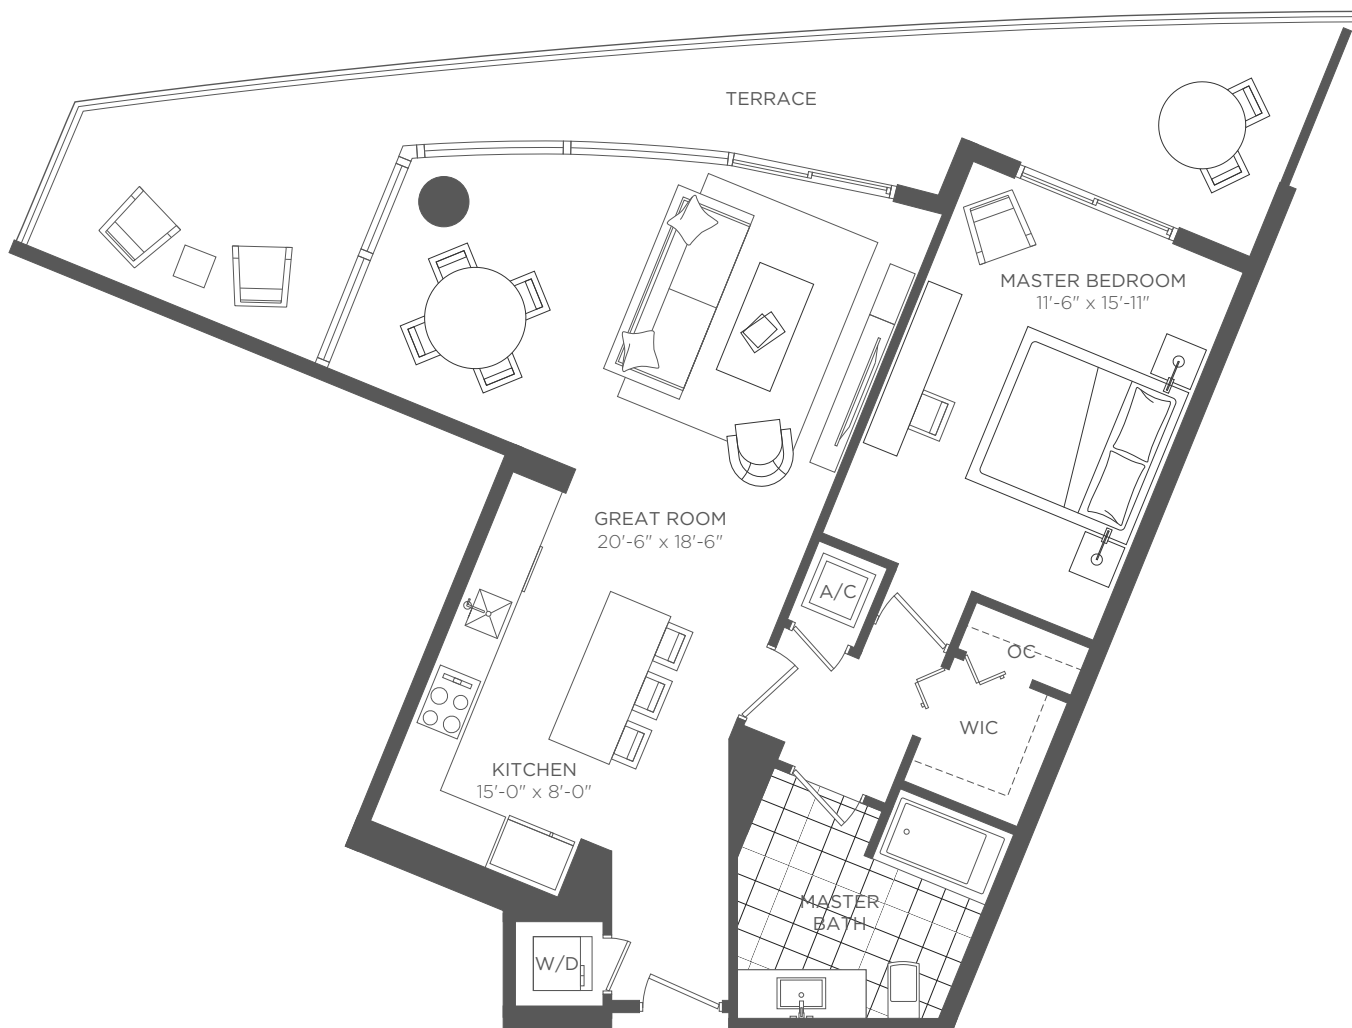 TERRACE
MASTER BEDROOM
11'-6" x 15'-11"
GREAT ROOM
20'-6" x 18'-6"
A/C
OC
WIC
KITCHEN
15'-0" x 8'-0"
MASTER
BATH
W/D